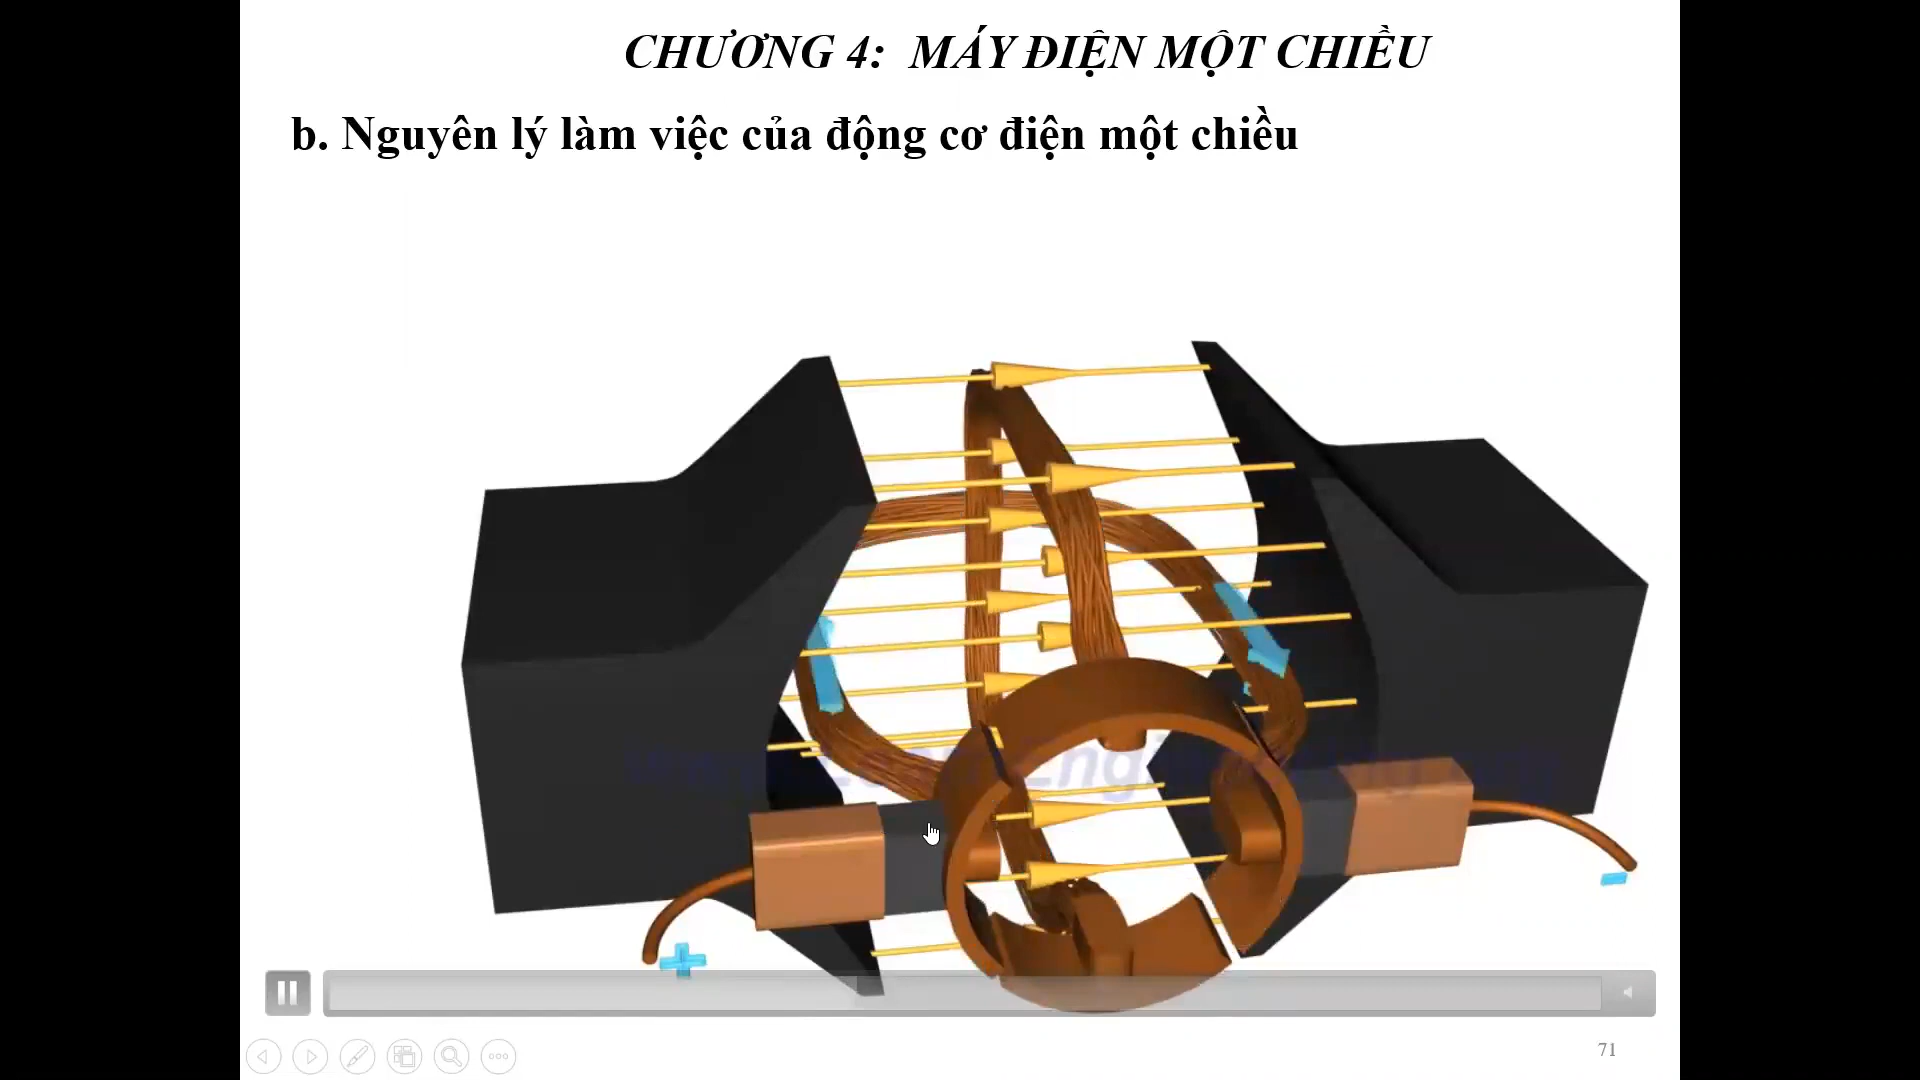 CHƯƠNG 4: MÁY ĐIỆN MỘT CHIỀU
b. Nguyên lý làm việc của động cơ điện một chiều
71